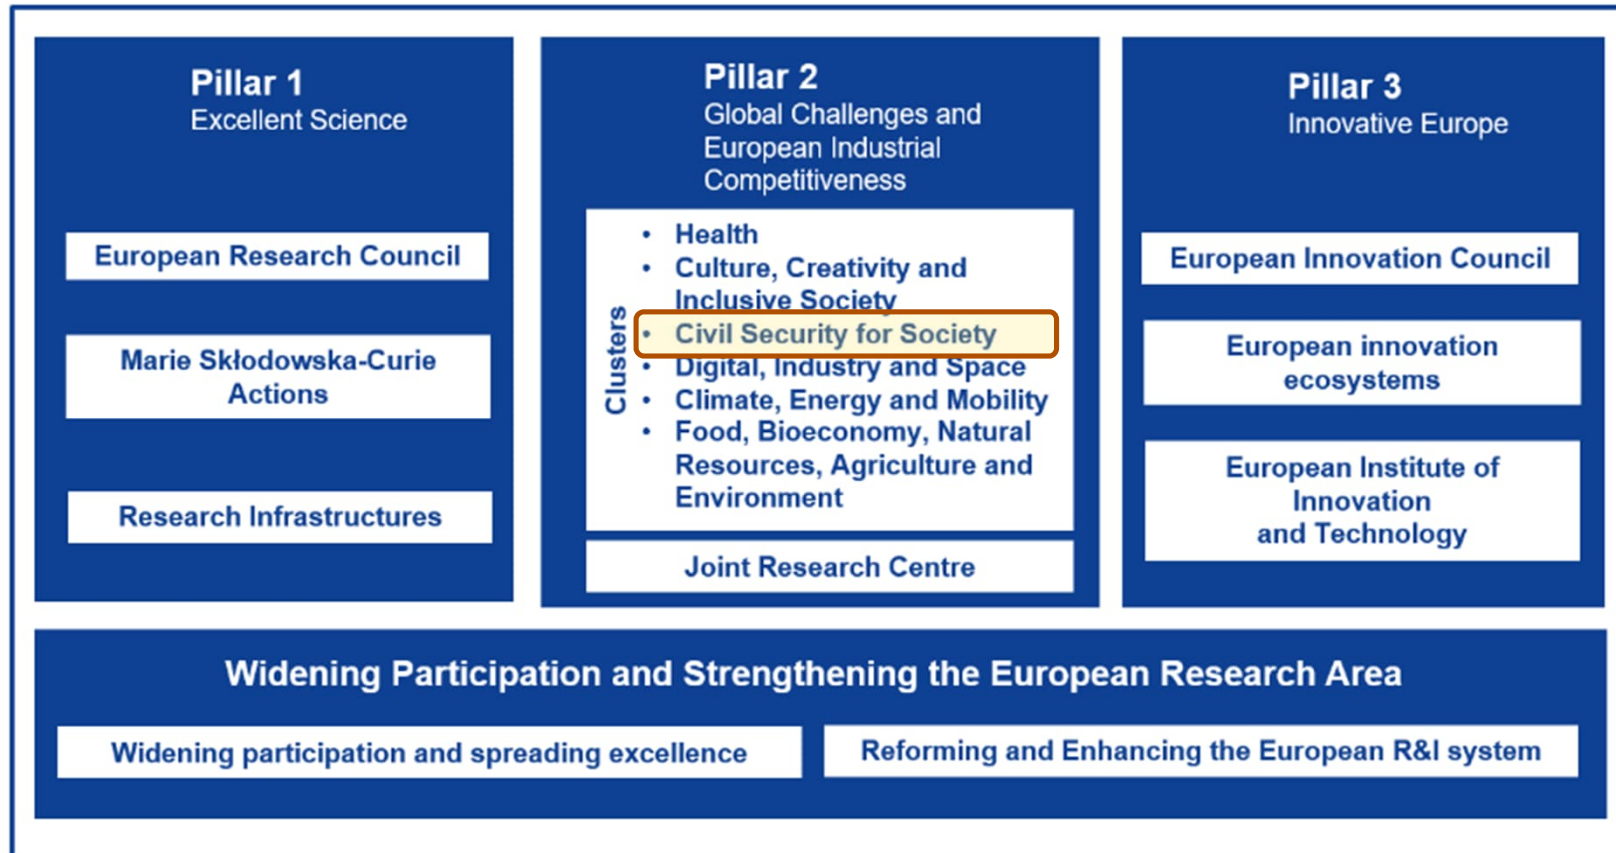 Pillar 1
Excellent Science
European Research Council
Marie Skłodowska-Curie
Actions
Research Infrastructures
Pillar 2
Global Challenges and
European Industrial
Competitiveness
Clusters
• Health
• Culture, Creativity and
Inclusive Society
• Civil Security for Society
• Digital, Industry and Space
• Climate, Energy and Mobility
• Food, Bioeconomy, Natural
Resources, Agriculture and
Environment
Joint Research Centre
Pillar 3
Innovative Europe
European Innovation Council
European innovation
ecosystems
European Institute of
Innovation
and Technology
Widening Participation and Strengthening the European Research Area
Widening participation and spreading excellence
Reforming and Enhancing the European R&I system